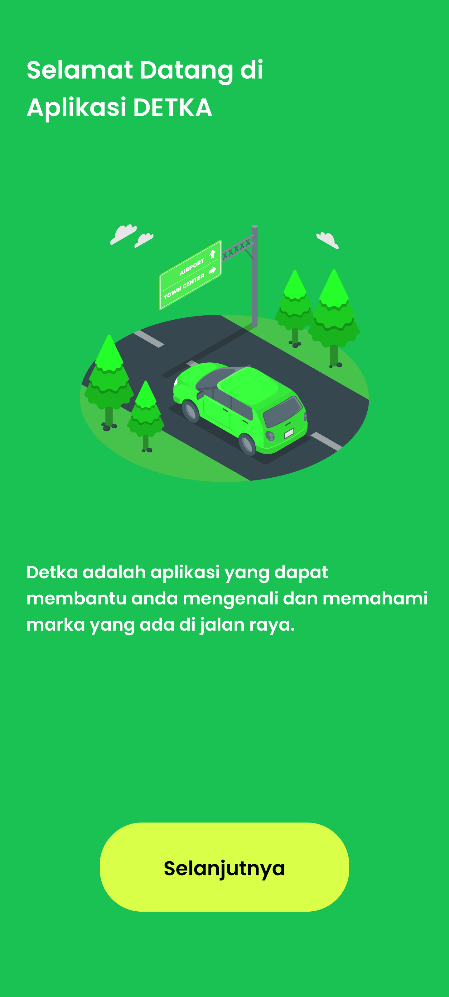 Selamat Datang di
Aplikasi DETKA
AIRPORT
TOWN CENTER
Detka adalah aplikasi yang dapat
membantu anda mengenali dan memahami
marka yang ada di jalan raya.
Selanjutnya